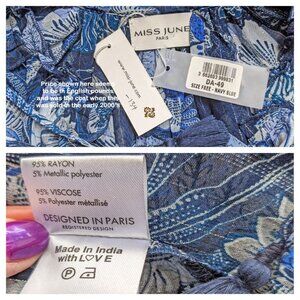 MISS JUNE
PARIS
Price shown here seems
to be in English pounds
and was the cost when this
was sold in the early 2000's
DA-49
SIZE FREE - NAVY BLUE
95% RAYON
5% Metallic polyester
95% VISCOSE
5% Polyester métallisé
DESIGNED IN PARIS
REGISTERED DESIGN
Made In India
with L♡VE
P